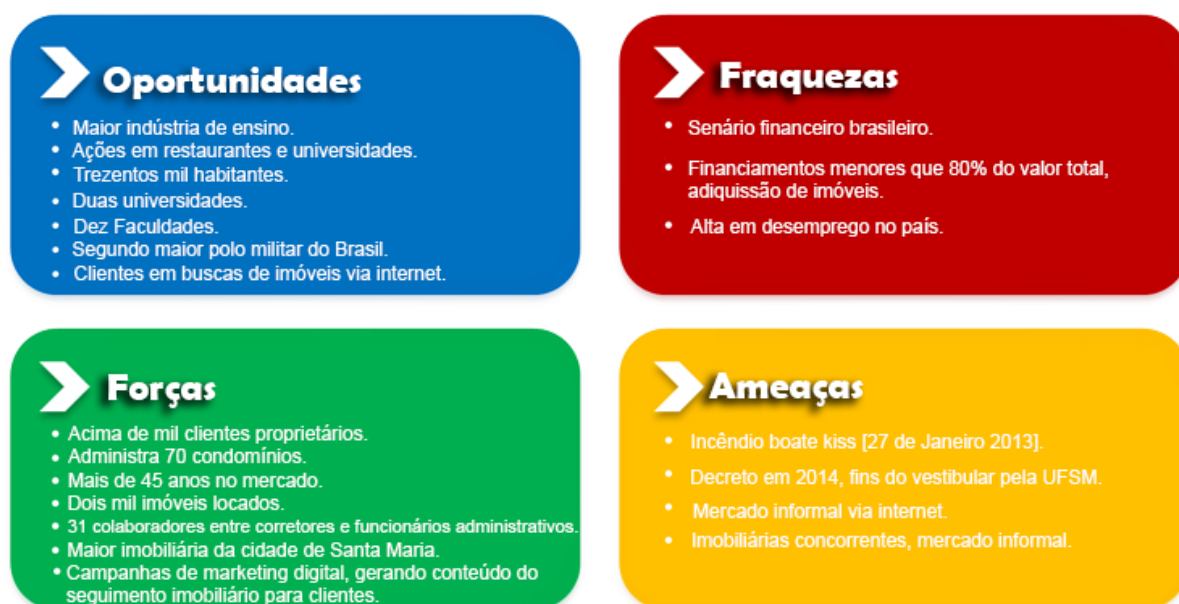 Oportunidades
• Maior indústria de ensino.
• Ações em restaurantes e universidades.
• Trezentos mil habitantes.
• Duas universidades.
• Dez Faculdades.
• Segundo maior polo militar do Brasil.
• Clientes em buscas de imóveis via internet.
Fraquezas
• Senário financeiro brasileiro.
• Financiamentos menores que 80% do valor total,
adiquissão de imóveis.
• Alta em desemprego no país.
Forças
• Acima de mil clientes proprietários.
• Administra 70 condomínios.
• Mais de 45 anos no mercado.
• Dois mil imóveis locados.
• 31 colaboradores entre corretores e funcionários administrativos.
• Maior imobiliária da cidade de Santa Maria.
• Campanhas de marketing digital, gerando conteúdo do
seguimento imobiliário para clientes.
Ameaças
• Incêndio boate kiss [27 de Janeiro 2013].
• Decreto em 2014, fins do vestibular pela UFSM.
• Mercado informal via internet.
• Imobiliárias concorrentes, mercado informal.